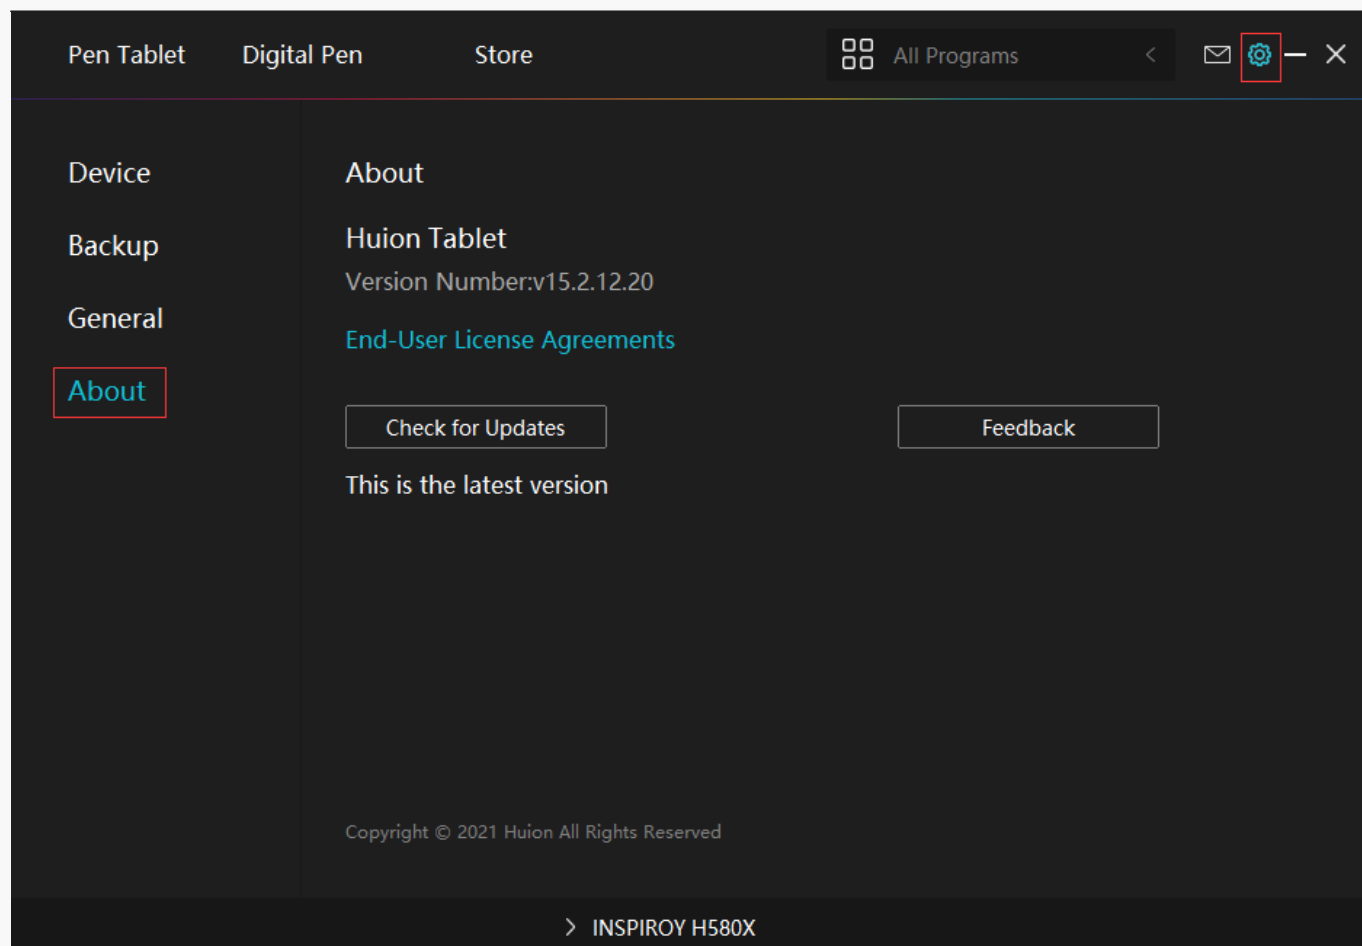 Pen Tablet Digital Pen Store All Programs
Device
Backup
General
About
About
Huion Tablet
Version Number:v15.2.12.20
End-User License Agreements
Check for Updates Feedback
This is the latest version
Copyright © 2021 Huion All Rights Reserved
INSPIROY H580X